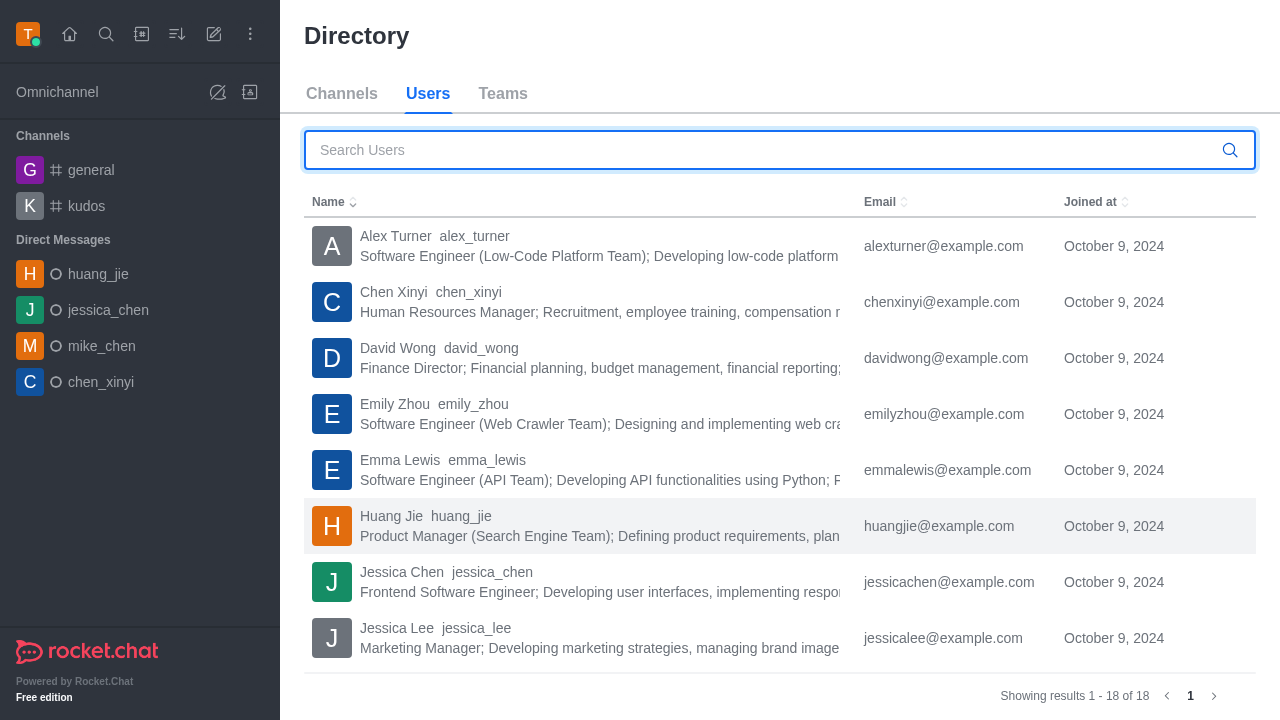 T
Omnichannel
Channels
G general
K kudos
Direct Messages
H huang_jie
J jessica_chen
M mike_chen
C chen_xinyi
rocket.chat
Powered by Rocket.Chat
Free edition
Directory
Channels Users Teams
Search Users
Name Email Joined at
A Alex Turner alex_turner
Software Engineer (Low-Code Platform Team); Developing low-code platform
alexturner@example.com October 9, 2024
C Chen Xinyi chen_xinyi
Human Resources Manager; Recruitment, employee training, compensation
chenxinyi@example.com October 9, 2024
D David Wong david_wong
Finance Director; Financial planning, budget management, financial reporting;
davidwong@example.com October 9, 2024
E Emily Zhou emily_zhou
Software Engineer (Web Crawler Team); Designing and implementing web
emilyzhou@example.com October 9, 2024
E Emma Lewis emma_lewis
Software Engineer (API Team); Developing API functionalities using Python;
emmalewis@example.com October 9, 2024
H Huang Jie huang_jie
Product Manager (Search Engine Team); Defining product requirements, plan
huangjie@example.com October 9, 2024
J Jessica Chen jessica_chen
Frontend Software Engineer; Developing user interfaces, implementing respo
jessicachen@example.com October 9, 2024
J Jessica Lee jessica_lee
Marketing Manager; Developing marketing strategies, managing brand image
jessicalee@example.com October 9, 2024
Showing results 1 - 18 of 18 1